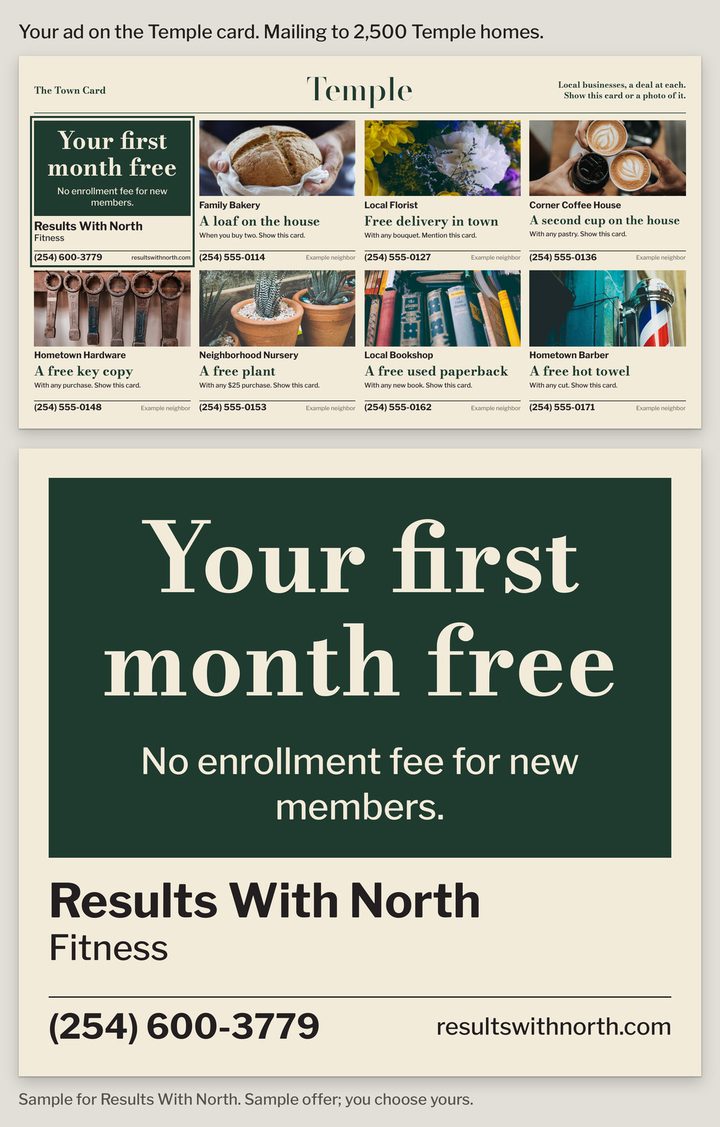 Your ad on the Temple card. Mailing to 2,500 Temple homes.
The Town Card
Temple
Local businesses, a deal at each.
Show this card or a photo of it.
Your first
month free
No enrollment fee for new
members.
Results With North
Fitness
(254) 600-3779
resultswithnorth.com
Family Bakery
A loaf on the house
When you buy two. Show this card.
(254) 555-0114
Example neighbor
Local Florist
Free delivery in town
With any bouquet. Mention this card.
(254) 555-0127
Example neighbor
Corner Coffee House
A second cup on the house
With any pastry. Show this card.
(254) 555-0136
Example neighbor
Hometown Hardware
A free key copy
With any purchase. Show this card.
(254) 555-0148
Example neighbor
Neighborhood Nursery
A free plant
With any $25 purchase. Show this card.
(254) 555-0153
Example neighbor
Local Bookshop
A free used paperback
With any new book. Show this card.
(254) 555-0162
Example neighbor
Hometown Barber
A free hot towel
With any cut. Show this card.
(254) 555-0171
Example neighbor
Your first
month free
No enrollment fee for new
members.
Results With North
Fitness
(254) 600-3779
resultswithnorth.com
Sample for Results With North. Sample offer; you choose yours.